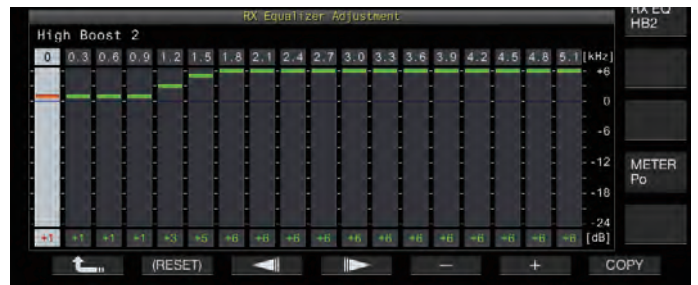 RX Equalizer Adjustment
RX EQ
HB2
High Boost 2
0 0.3 0.6 0.9 1.2 1.5 1.8 2.1 2.4 2.7 3.0 3.3 3.6 3.9 4.2 4.5 4.8 5.1 [kHz]
+6
0
-6
-12
METER
Po
-18
-24
+1 +1 +1 +1 +3 +5 +6 +6 +6 +6 +6 +6 +6 +6 +6 +6 +6 +6 [dB]
(RESET) − + COPY